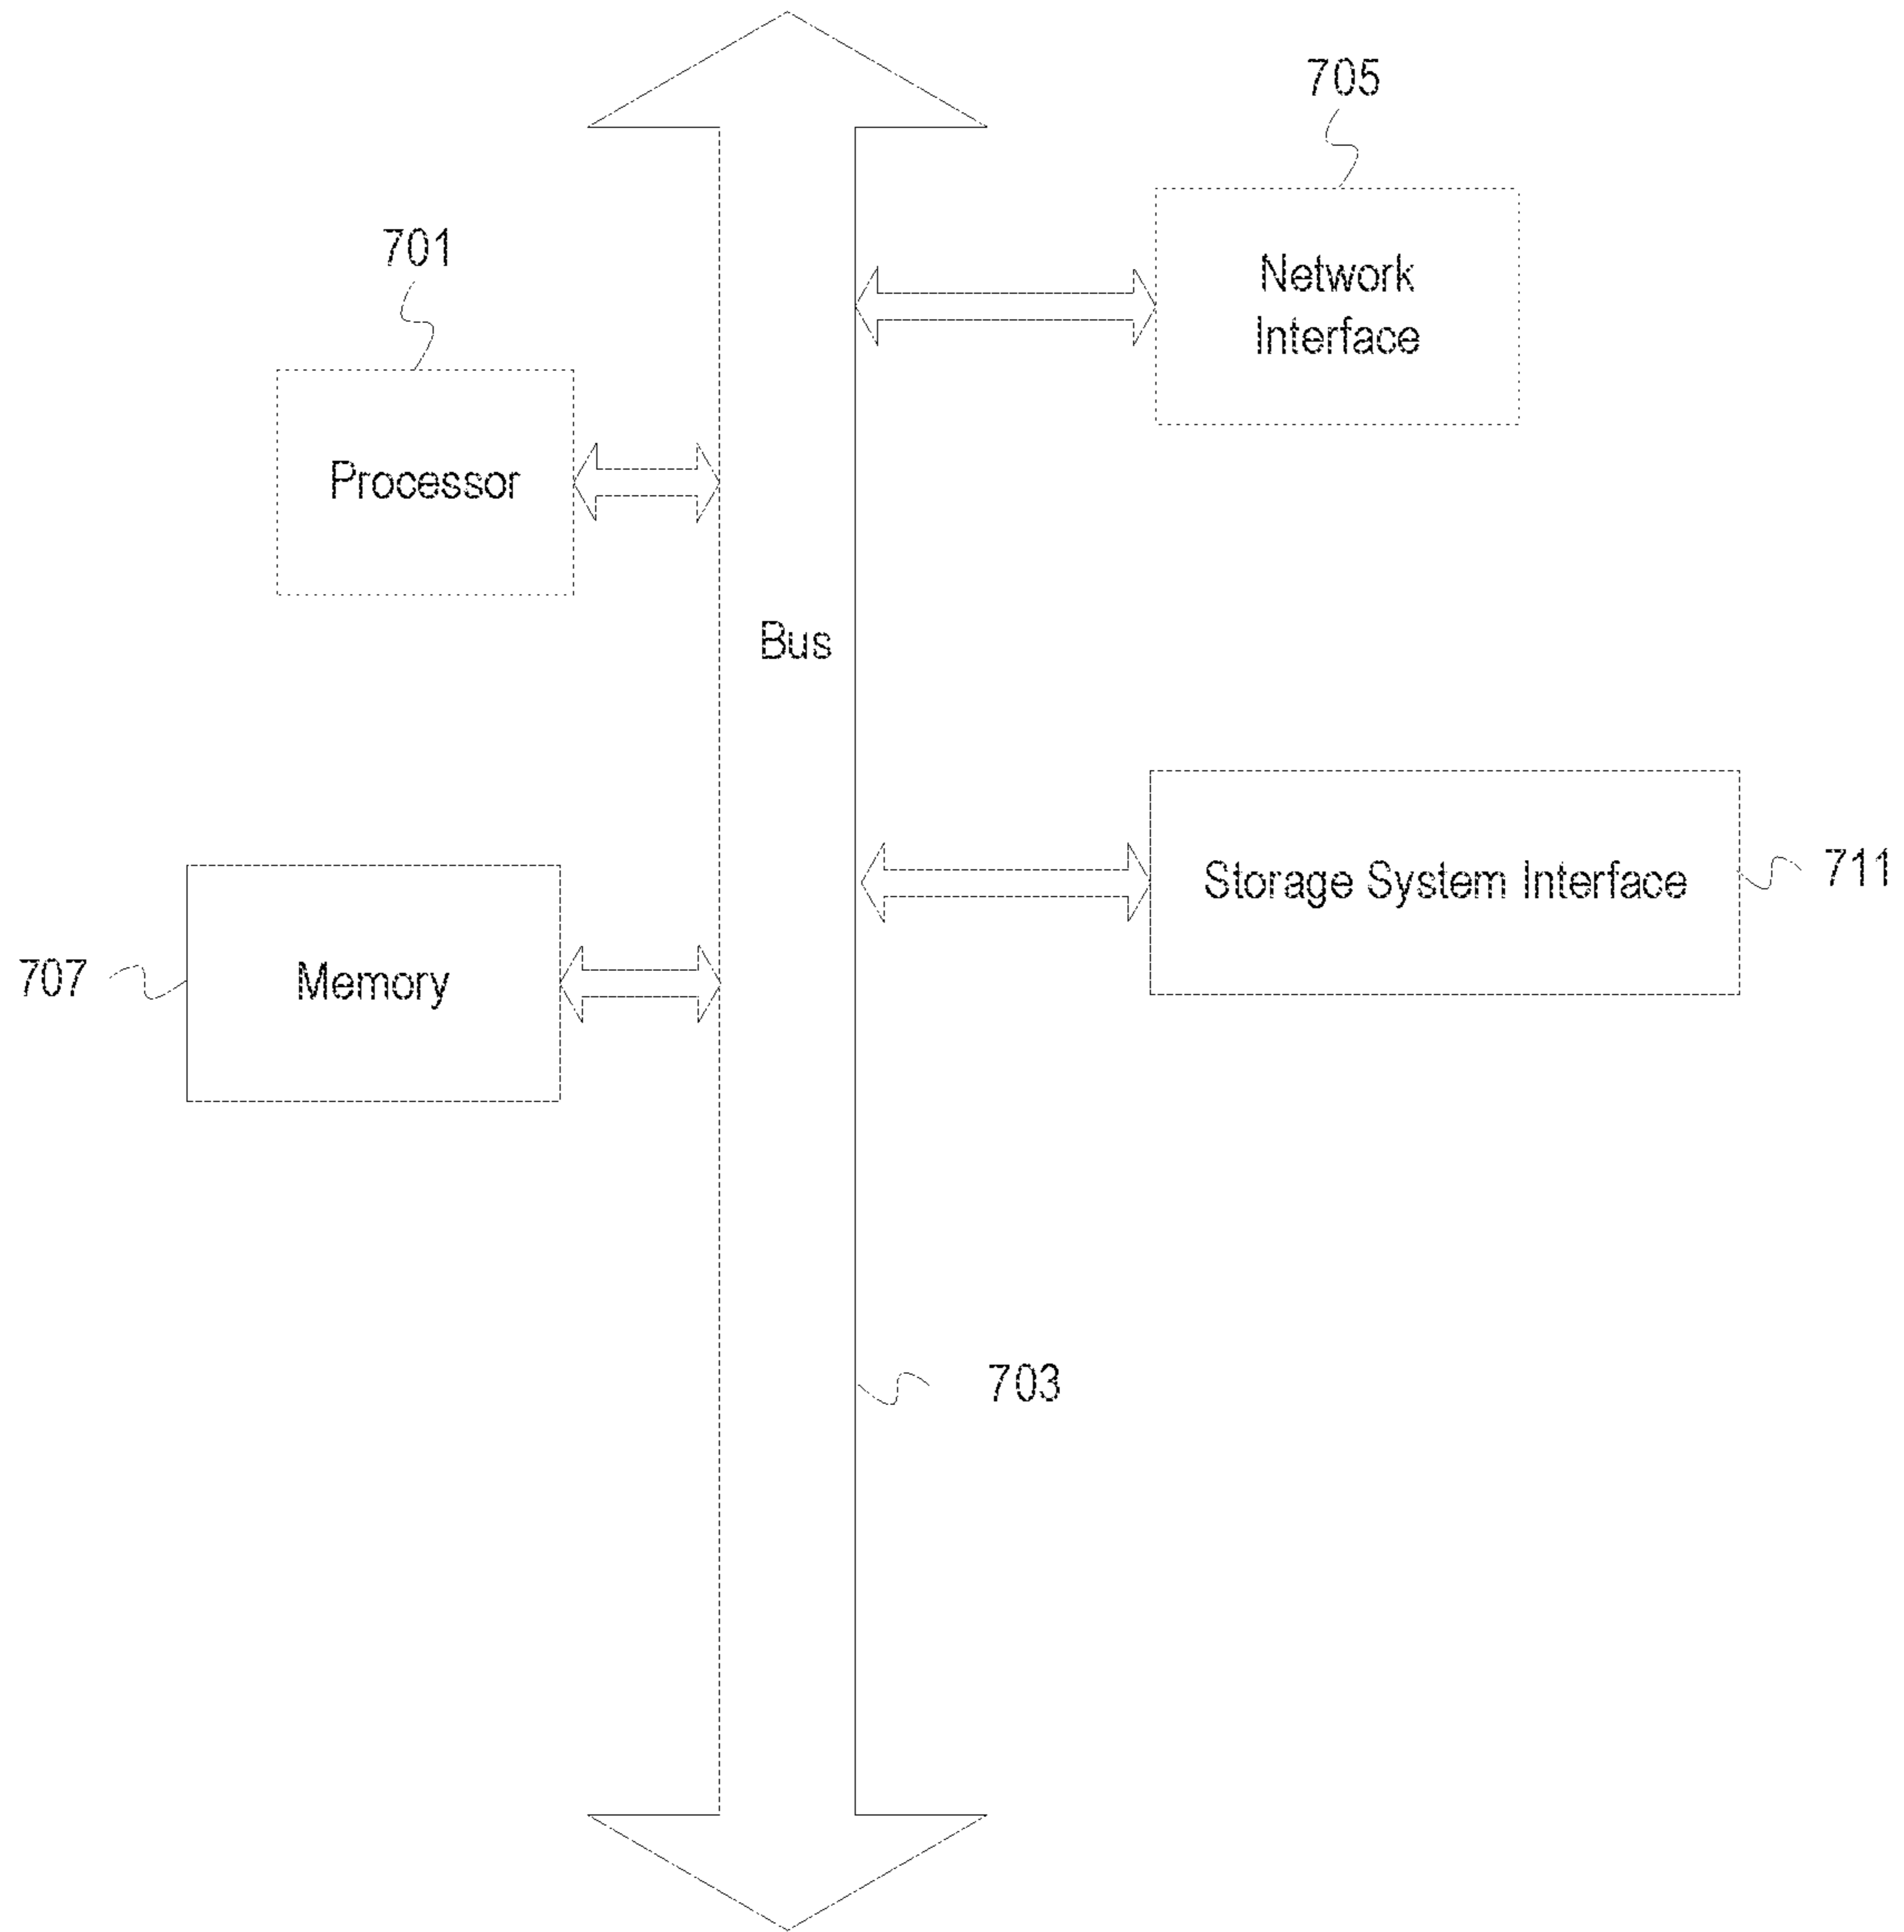 705
701
Network
Interface
Processor
Bus
Storage System Interface
711
707
Memory
703